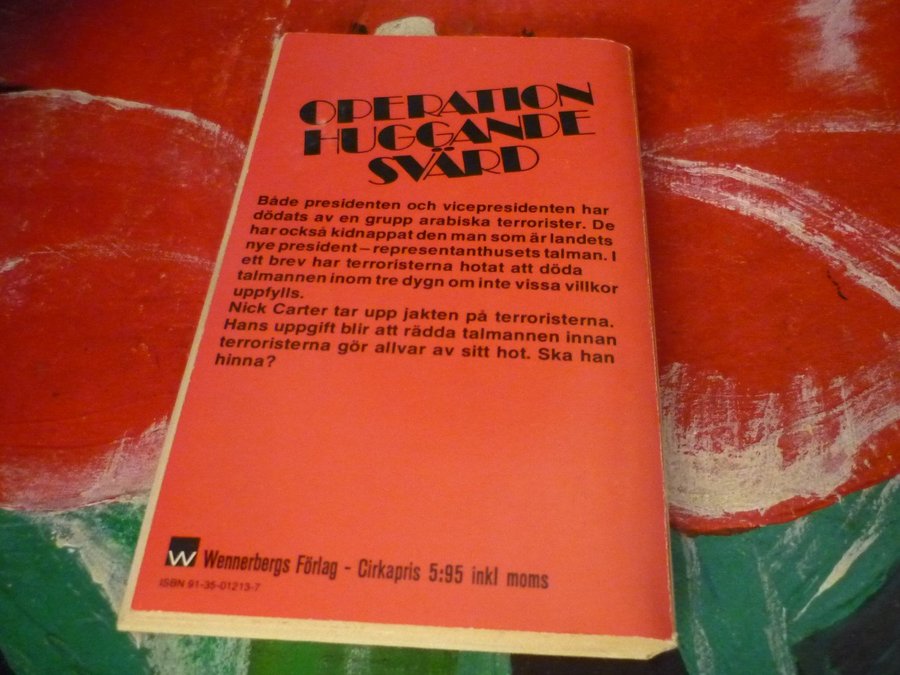 OPERATION
HUGGANDE
SVÄRD
Både presidenten och vicepresidenten har
dödats av en grupp arabiska terrorister. De
har också kidnappat den man som är landets
nye president–representanthusets talman. I
ett brev har terroristerna hotat att döda
talmannen inom tre dygn om inte vissa villkor
uppfylls.
Nick Carter tar upp jakten på terroristerna.
Hans uppgift blir att rädda talmannen innan
terroristerna gör allvar av sitt hot. Ska han
hinna?
W Wennerbergs Förlag - Cirkapris 5:95 inkl moms
ISBN 91-35-01213-7